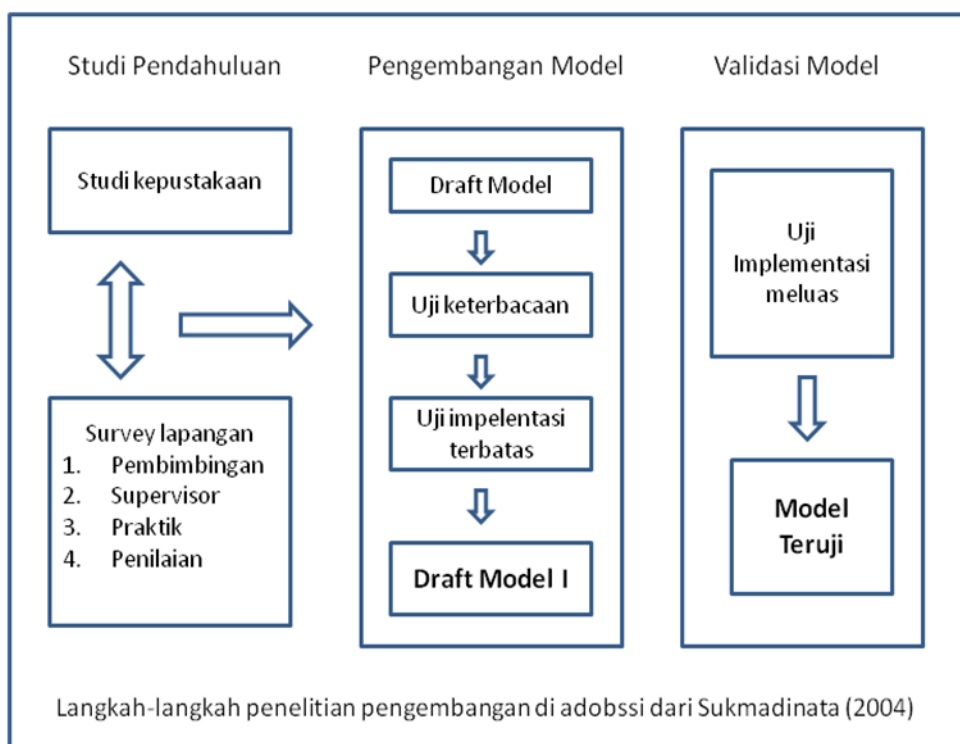 Studi Pendahuluan
Studi kepustakaan
Survey lapangan
1. Pembimbingan
2. Supervisor
3. Praktik
4. Penilaian
Pengembangan Model
Draft Model
Uji keterbacaan
Uji impelentasi
terbatas
Draft Model I
Validasi Model
Uji
Implementasi
meluas
Model
Teruji
Langkah-langkah penelitian pengembangan di adobssi dari Sukmadinata (2004)